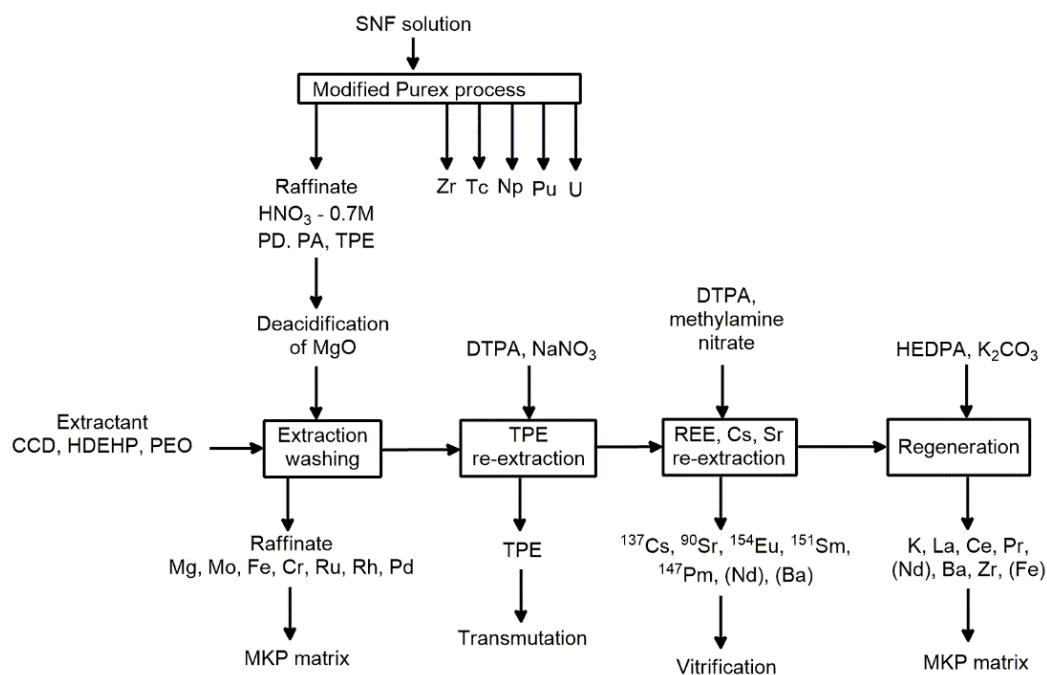 SNF solution
Modified Purex process
Zr Tc Np Pu U
Raffinate
HNO₃ - 0.7M
PD. PA, TPE
Deacidification
of MgO
Extractant
CCD, HDEHP, PEO
Extraction
washing
Raffinate
Mg, Mo, Fe, Cr, Ru, Rh, Pd
MKP matrix
DTPA, NaNO₃
TPE
re-extraction
TPE
Transmutation
DTPA,
methylamine
nitrate
REE, Cs, Sr
re-extraction
¹³⁷Cs, ⁹⁰Sr, ¹⁵⁴Eu, ¹⁵¹Sm,
¹⁴⁷Pm, (Nd), (Ba)
Vitrification
HEDPA, K₂CO₃
Regeneration
K, La, Ce, Pr,
(Nd), Ba, Zr, (Fe)
MKP matrix